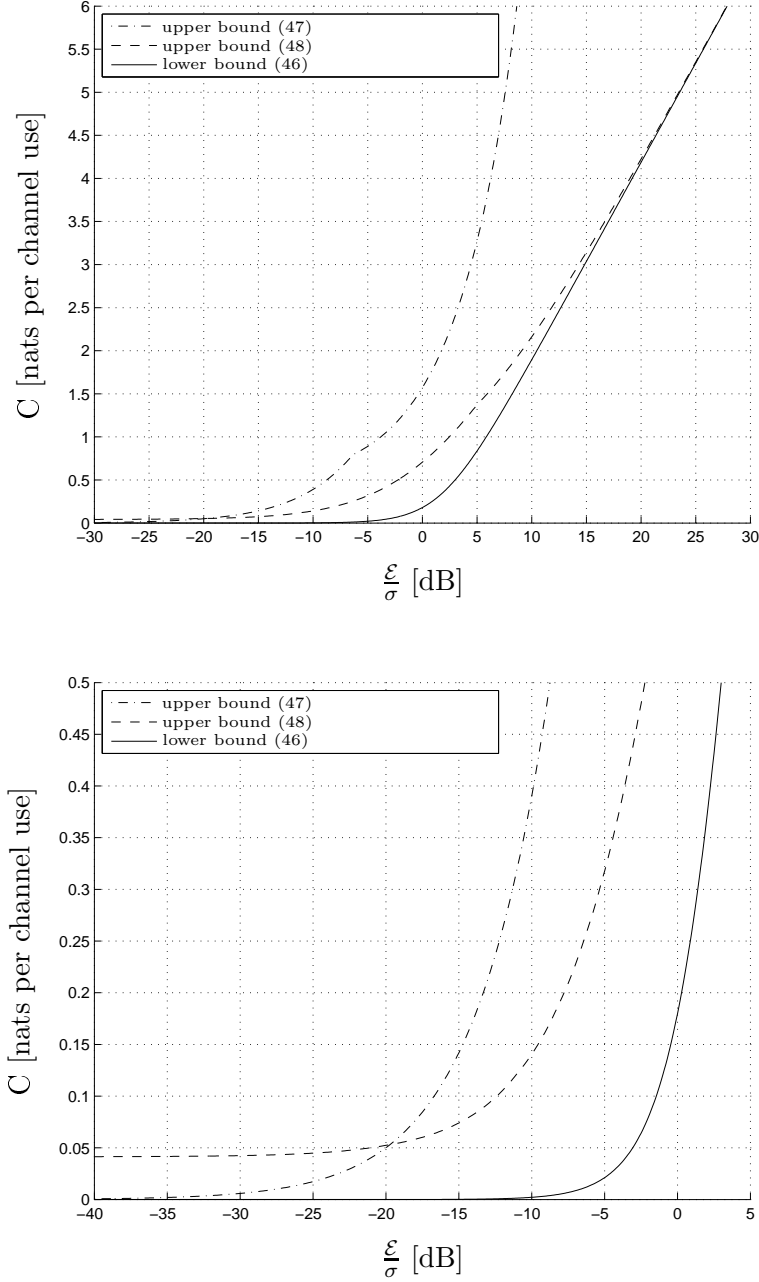 6
5.5
5
4.5
4
3.5
3
2.5
2
1.5
1
0.5
0
C [nats per channel use]
upper bound (47)
upper bound (48)
lower bound (46)
−30 −25 −20 −15 −10 −5 0 5 10 15 20 25 30
ℰ/σ [dB]
0.5
0.45
0.4
0.35
0.3
0.25
0.2
0.15
0.1
0.05
0
C [nats per channel use]
upper bound (47)
upper bound (48)
lower bound (46)
−40 −35 −30 −25 −20 −15 −10 −5 0 5
ℰ/σ [dB]